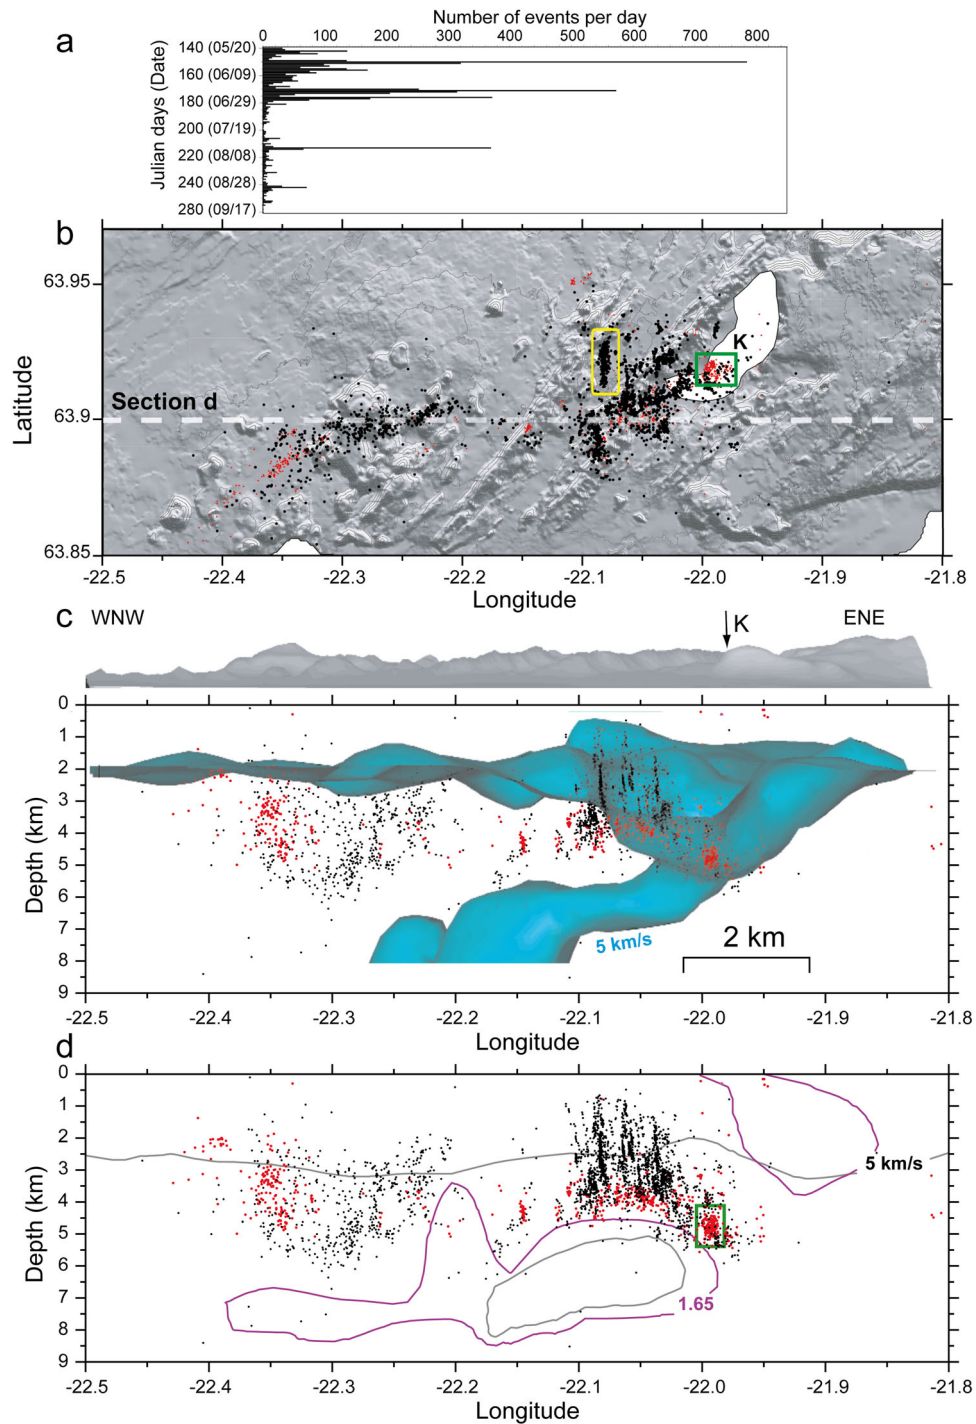 a
Number of events per day
0 100 200 300 400 500 600 700 800
Julian days (Date)
140 (05/20)
160 (06/09)
180 (06/29)
200 (07/19)
220 (08/08)
240 (08/28)
280 (09/17)
b
Latitude
63.95
63.9
63.85
K
Section d
-22.5 -22.4 -22.3 -22.2 -22.1 -22.0 -21.9 -21.8
Longitude
c
WNW
K
ENE
Depth (km)
0
1
2
3
4
5
6
7
8
9
5 km/s
2 km
-22.5 -22.4 -22.3 -22.2 -22.1 -22.0 -21.9 -21.8
Longitude
d
Depth (km)
0
1
2
3
4
5
6
7
8
9
5 km/s
1.65
-22.5 -22.4 -22.3 -22.2 -22.1 -22.0 -21.9 -21.8
Longitude